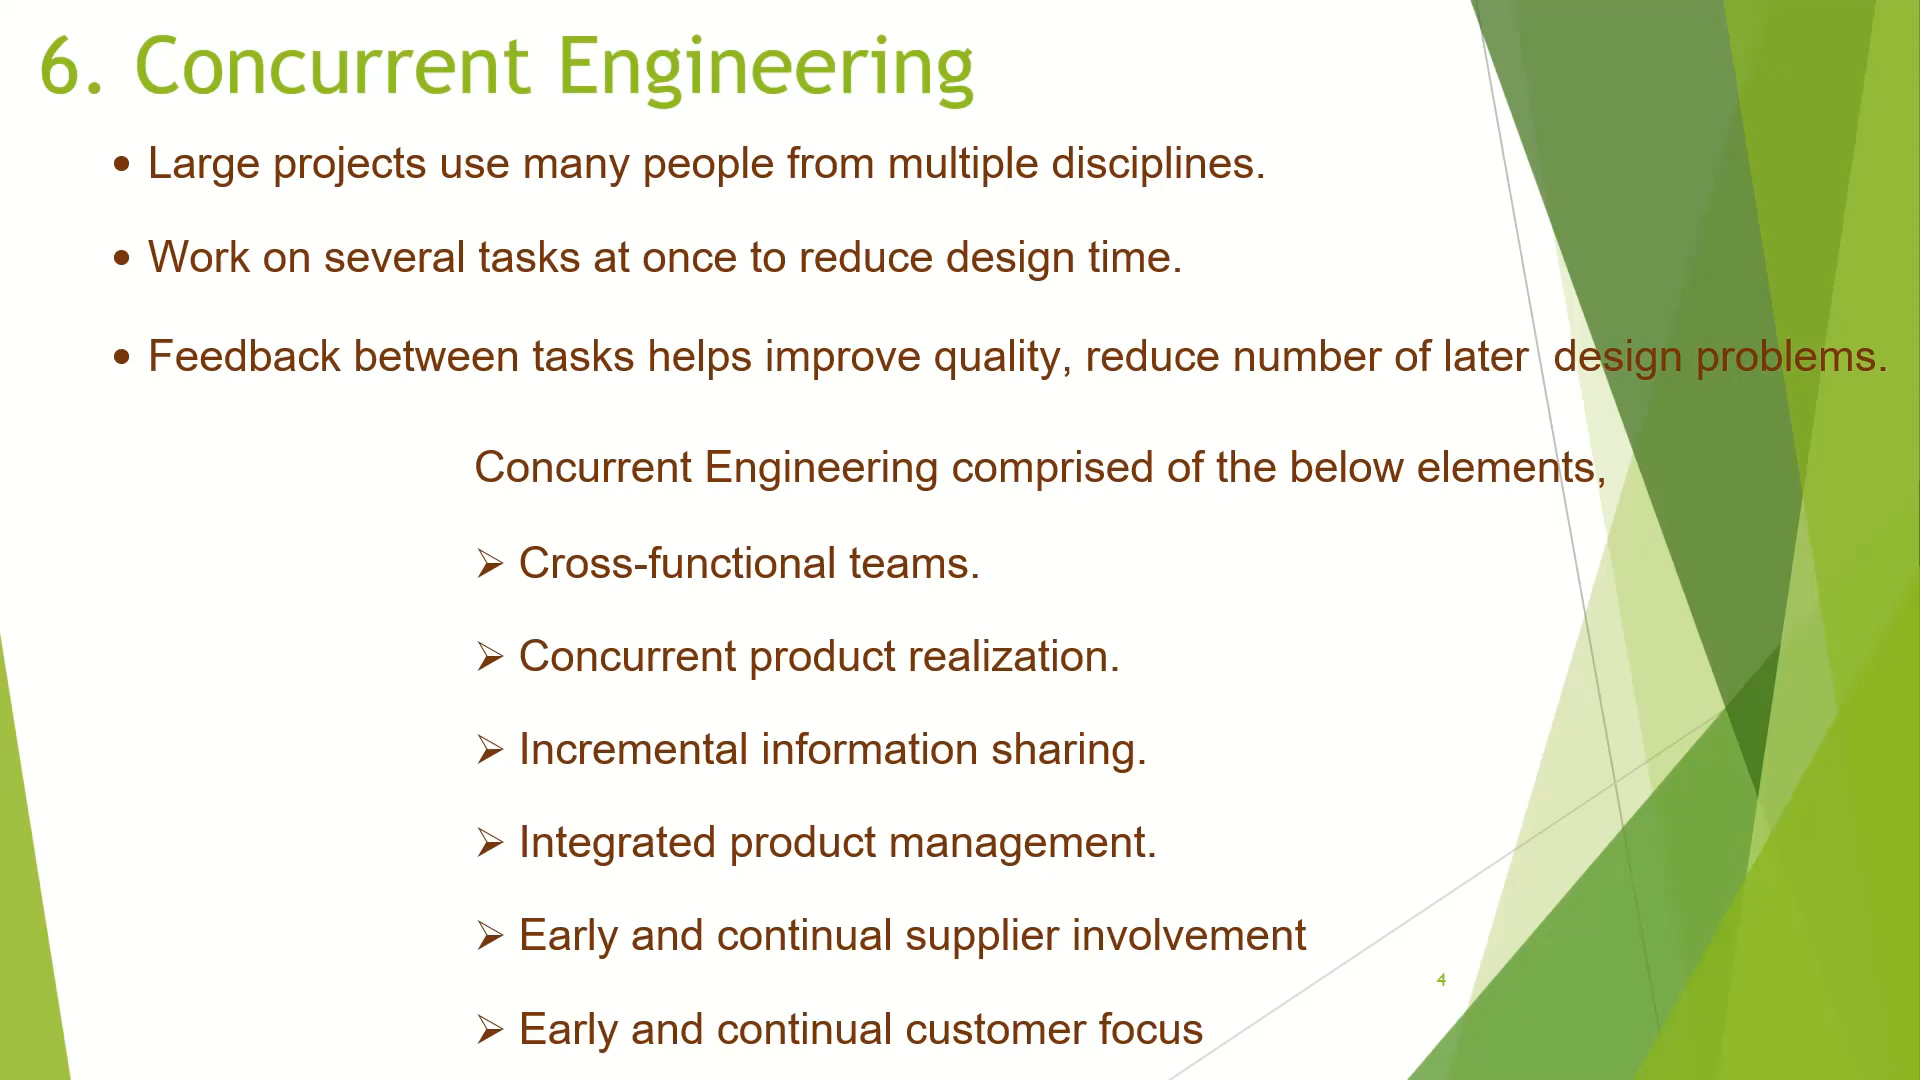 6. Concurrent Engineering
• Large projects use many people from multiple disciplines.
• Work on several tasks at once to reduce design time.
• Feedback between tasks helps improve quality, reduce number of later  design problems.
Concurrent Engineering comprised of the below elements,
➢ Cross-functional teams.
➢ Concurrent product realization.
➢ Incremental information sharing.
➢ Integrated product management.
➢ Early and continual supplier involvement
4
➢ Early and continual customer focus